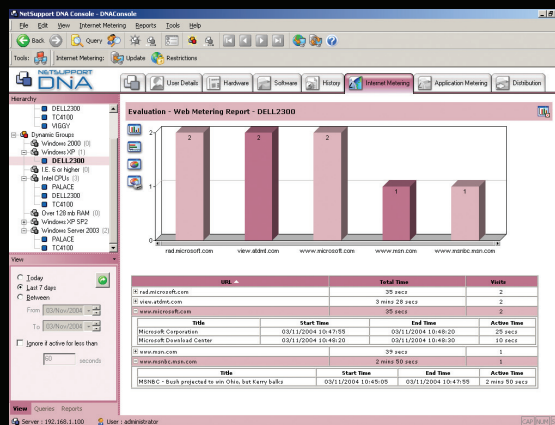 NetSupport DNA Console - DNAConsole
File Edit View Internet Metering Reports Tools Help
Back Query
Tools: Internet Metering: Update Restrictions
NETSUPPORT
DNA
User Details Hardware Software History Internet Metering Application Metering Distribution
Hierarchy
DELL2300
TC4100
VIGGY
Dynamic Groups
Windows 2000 (0)
Windows XP (1)
DELL2300
I.E. 6 or higher (0)
Intel CPUs (3)
PALACE
DELL2300
TC4100
Over 128 mb RAM (0)
Windows XP SP2
Windows Server 2003 (2)
PALACE
TC4100
View
Today
Last 7 days
Between
From 03/Nov/2004
To 03/Nov/2004
Ignore if active for less than
60 seconds
View Queries Reports
Evaluation - Web Metering Report - DELL2300
2
1
0
2 2 2 1 1
rad.microsoft.com view.atdmt.com www.microsoft.com www.msn.com www.msnbc.msn.com
URL Total Time Visits
rad.microsoft.com 35 secs 2
view.atdmt.com 3 mins 28 secs 2
www.microsoft.com 35 secs 2
Title Start Time End Time Active Time
Microsoft Corporation 03/11/2004 10:47:55 03/11/2004 10:48:20 25 secs
Microsoft Download Center 03/11/2004 10:48:20 03/11/2004 10:48:30 10 secs
www.msn.com 39 secs 1
www.msnbc.msn.com 2 mins 50 secs 1
Title Start Time End Time Active Time
MSNBC - Bush projected to win Ohio, but Kerry balks 03/11/2004 10:45:05 03/11/2004 10:47:55 2 mins 50 secs
Server : 192.168.1.100 User : administrator
CAP NUM